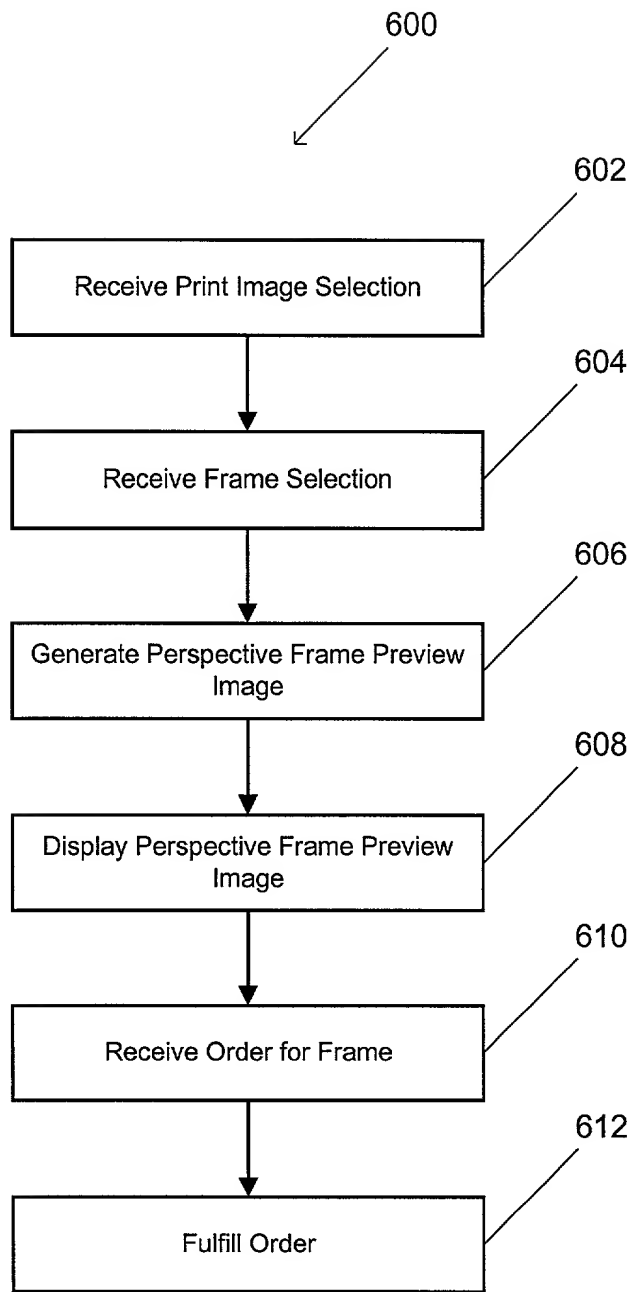 600
602
Receive Print Image Selection
604
Receive Frame Selection
606
Generate Perspective Frame Preview
Image
608
Display Perspective Frame Preview
Image
610
Receive Order for Frame
612
Fulfill Order